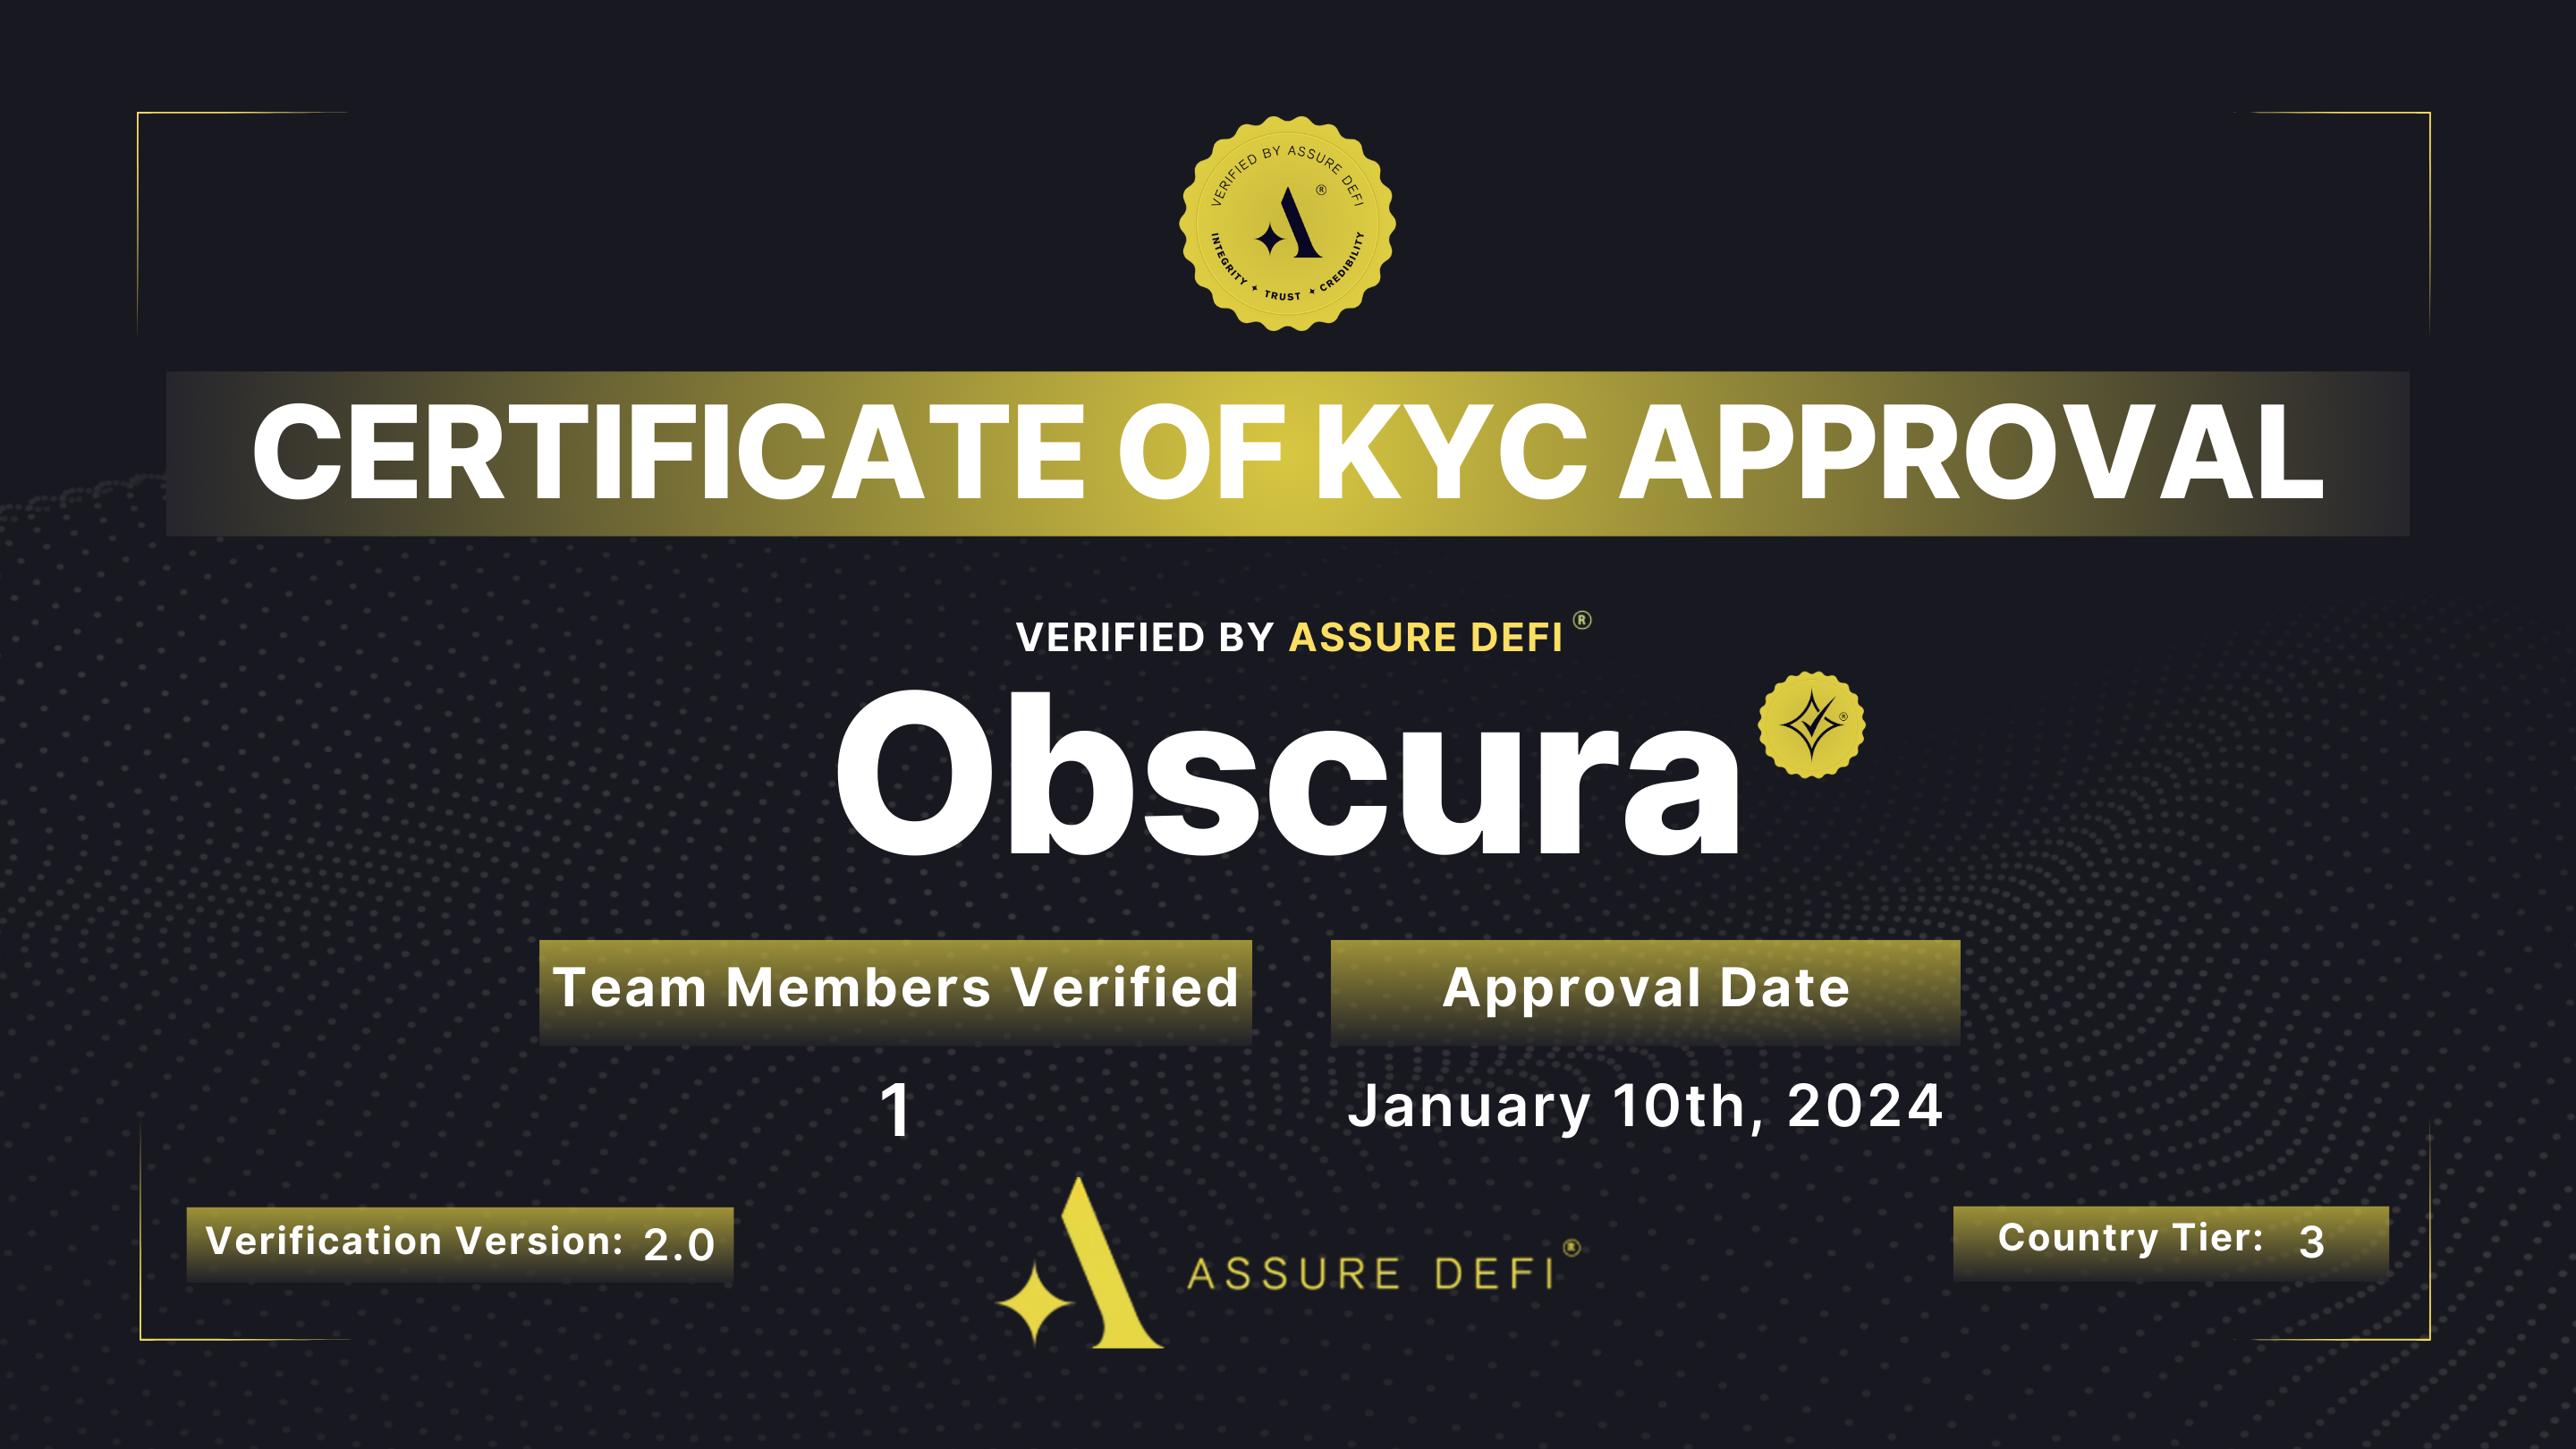 VERIFIED BY ASSURE DEFI
®
INTEGRITY ✦ TRUST ✦ CREDIBILITY
CERTIFICATE OF KYC APPROVAL
VERIFIED BY ASSURE DEFI ®
Obscura
®
Team Members Verified
1
Approval Date
January 10th, 2024
Verification Version: 2.0
ASSURE DEFI ®
Country Tier: 3